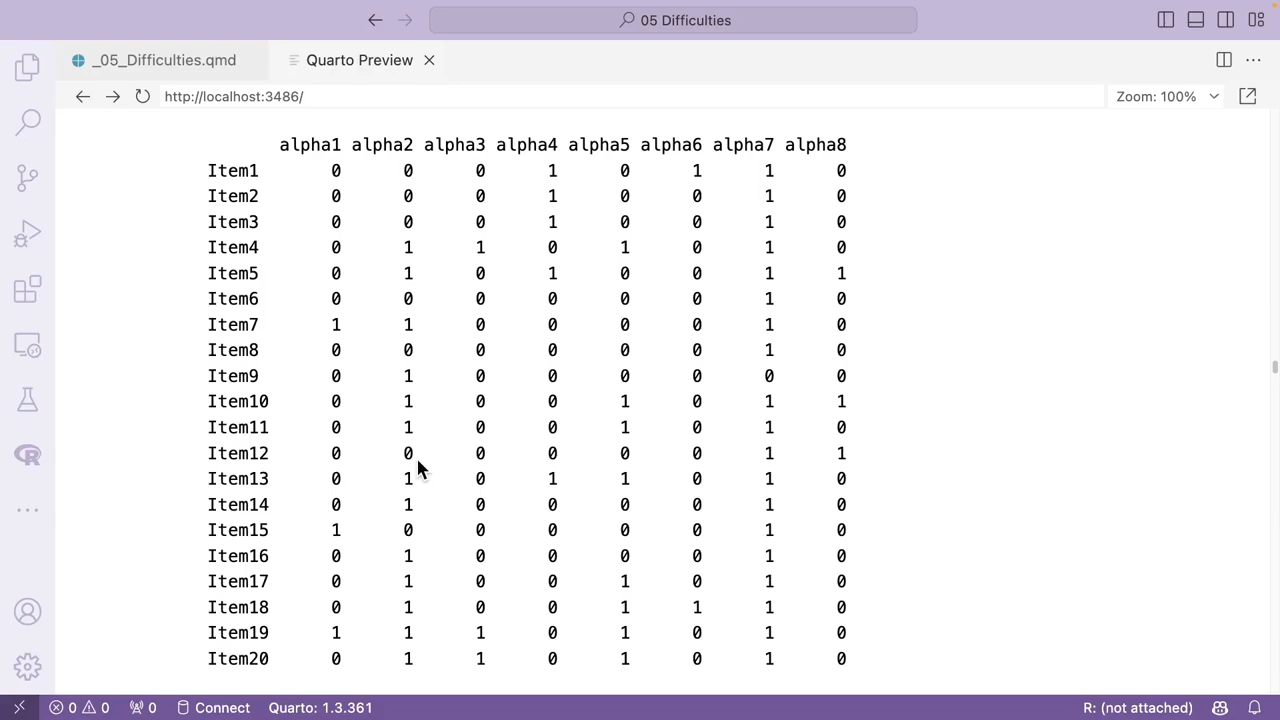 05 Difficulties
_05_Difficulties.qmd
Quarto Preview
http://localhost:3486/
Zoom: 100%
alpha1 alpha2 alpha3 alpha4 alpha5 alpha6 alpha7 alpha8
Item1 0 0 0 1 0 1 1 0
Item2 0 0 0 1 0 0 1 0
Item3 0 0 0 1 0 0 1 0
Item4 0 1 1 0 1 0 1 0
Item5 0 1 0 1 0 0 1 1
Item6 0 0 0 0 0 0 1 0
Item7 1 1 0 0 0 0 1 0
Item8 0 0 0 0 0 0 1 0
Item9 0 1 0 0 0 0 0 0
Item10 0 1 0 0 1 0 1 1
Item11 0 1 0 0 1 0 1 0
Item12 0 0 0 0 0 0 1 1
Item13 0 1 0 1 1 0 1 0
Item14 0 1 0 0 0 0 1 0
Item15 1 0 0 0 0 0 1 0
Item16 0 1 0 0 0 0 1 0
Item17 0 1 0 0 1 0 1 0
Item18 0 1 0 0 1 1 1 0
Item19 1 1 1 0 1 0 1 0
Item20 0 1 1 0 1 0 1 0
0 0 0 Connect Quarto: 1.3.361 R: (not attached)